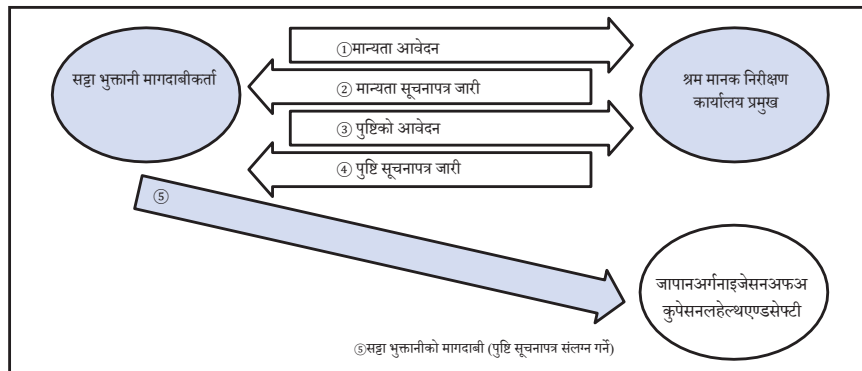 ①मान्यता आवेदन
सट्टा भुक्तानी मागदाबीकर्ता
② मान्यता सूचनापत्र जारी
श्रम मानक निरीक्षण
कार्यालय प्रमुख
③ पुष्टिको आवेदन
④ पुष्टि सूचनापत्र जारी
⑤
जापानअर्गनाइजेसनअफअ
कुपेसनलहेल्थएण्डसेफ्टी
⑤सट्टा भुक्तानीको मागदाबी (पुष्टि सूचनापत्र संलग्न गर्ने)